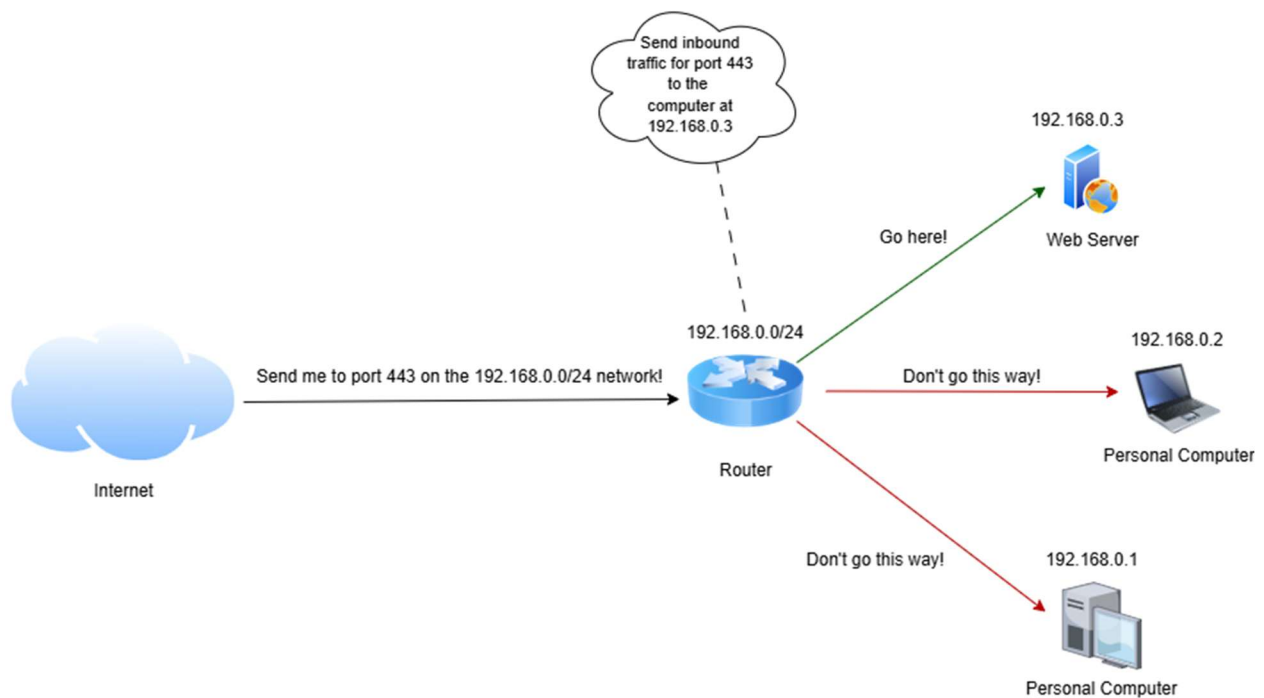 Send inbound
traffic for port 443
to the
computer at
192.168.0.3
192.168.0.3
Web Server
Go here!
192.168.0.0/24
192.168.0.2
Send me to port 443 on the 192.168.0.0/24 network!
Don't go this way!
Router
Personal Computer
Internet
Don't go this way!
192.168.0.1
Personal Computer